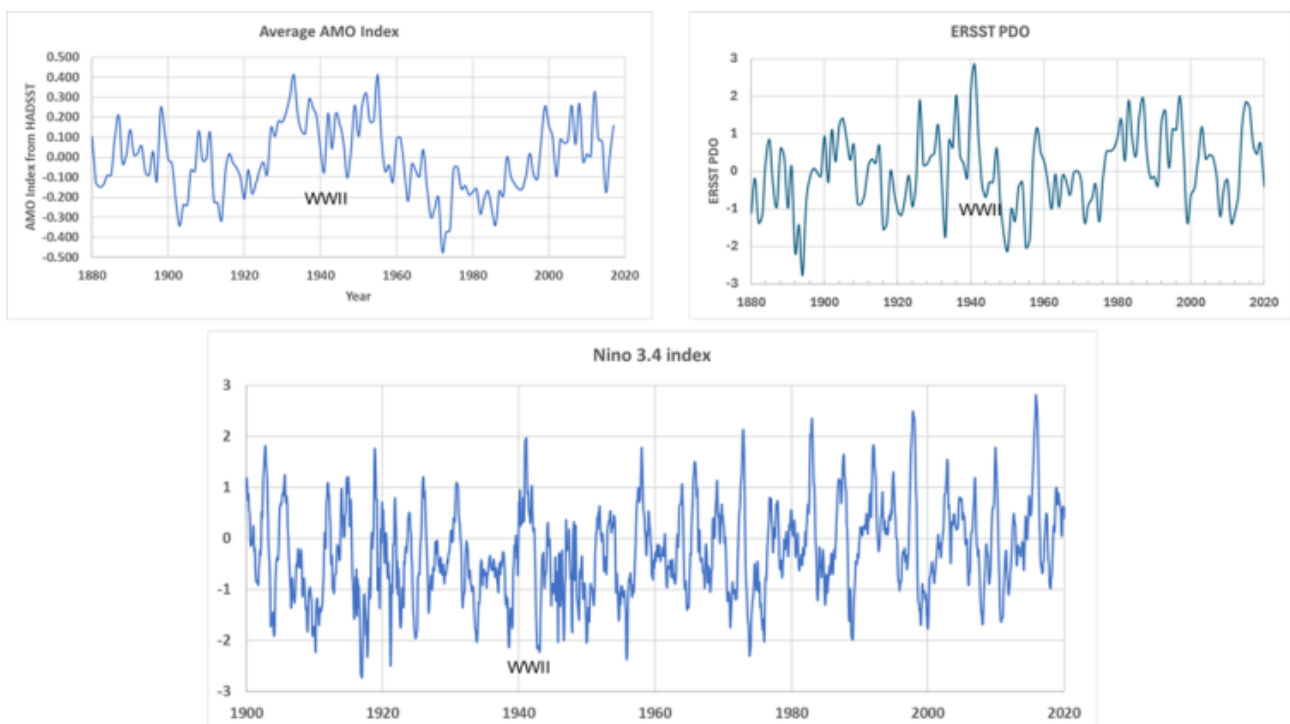 Average AMO Index
0.500
0.400
0.300
0.200
0.100
0.000
-0.100
-0.200
-0.300
-0.400
-0.500
AMO Index from HADSST
WWII
1880 1900 1920 1940 1960 1980 2000 2020
Year
ERSST PDO
3
2
1
0
-1
-2
-3
ERSST PDO
WWII
1880 1900 1920 1940 1960 1980 2000 2020
Nino 3.4 index
3
2
1
0
-1
-2
-3
WWII
1900 1920 1940 1960 1980 2000 2020